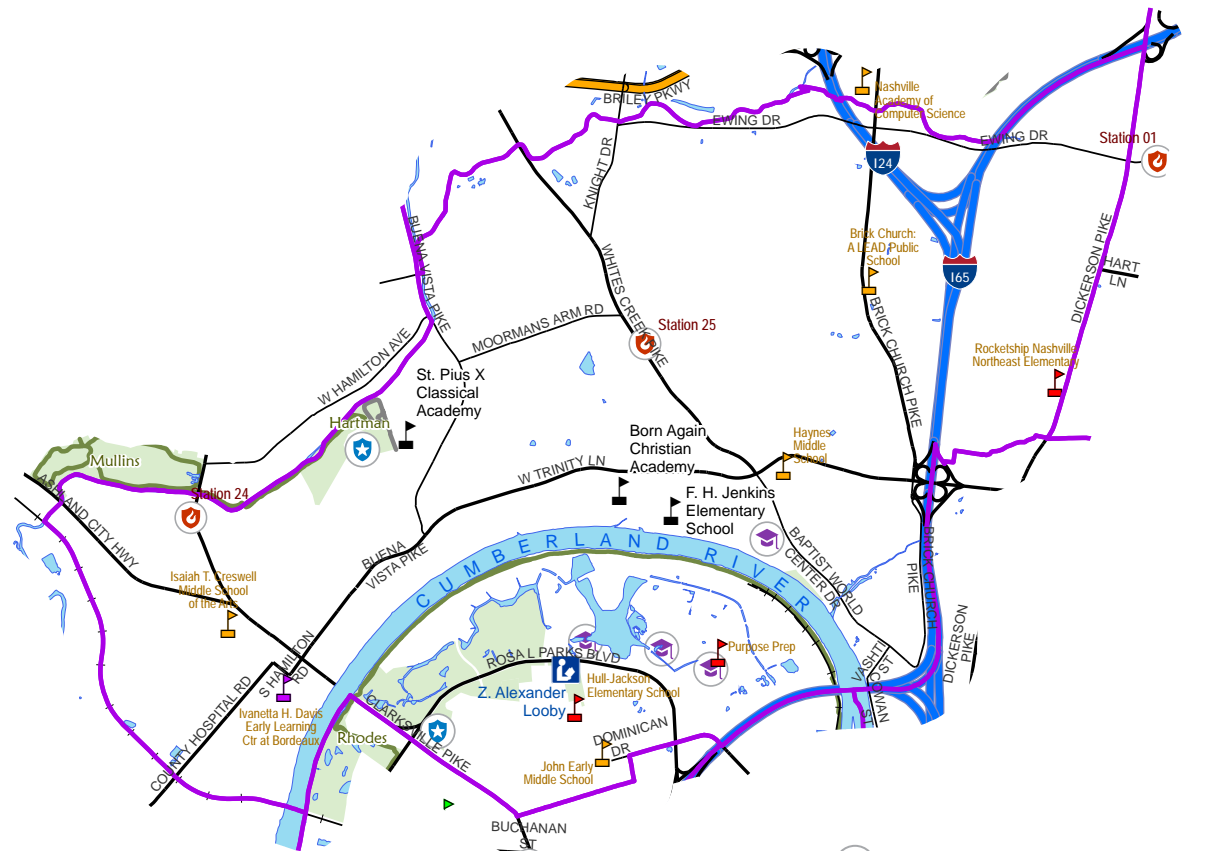 BRILEY PKWY
Nashville
Academy of
Computer Science
EWING DR
EWING DR
Station 01
124
KNIGHT DR
BUENA VISTA PIKE
WHITES CREEK PIKE
Brick Church:
A LEAD Public
School
165
DICKERSON PIKE
HART
LN
MOORMANS ARM RD
Station 25
BRICK CHURCH PIKE
W HAMILTON AVE
Rocketship Nashville
Northeast Elementary
St. Pius X
Classical
Academy
Hartman
Mullins
Born Again
Christian
Academy
Haynes
Middle
School
W TRINITY LN
Station 24
ASHLAND CITY HWY
F. H. Jenkins
Elementary
School
BUENA
VISTA PIKE
CUMBERLAND RIVER
BAPTIST WORLD
CENTER DR
BRICK CHURCH
PIKE
Isaiah T. Creswell
Middle School
of the Arts
DICKERSON
PIKE
S HAMILTON
RD
ROSA L PARKS BLVD
Purpose Prep
VASHTI
ST
COWAN
ST
Hull-Jackson
Elementary School
Z. Alexander
Looby
COUNTY HOSPITAL RD
Ivanetta H. Davis
Early Learning
Ctr at Bordeaux
CLARKSVILLE PIKE
Rhodes
DOMINICAN
DR
John Early
Middle School
BUCHANAN
ST